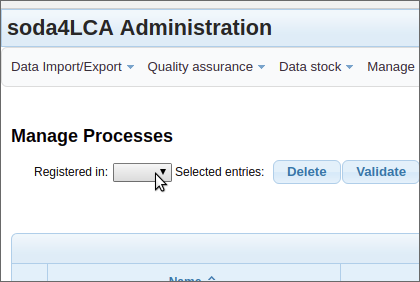 soda4LCA Administration
Data Import/Export Quality assurance Data stock Manage
Manage Processes
Registered in: Selected entries: Delete Validate
Name